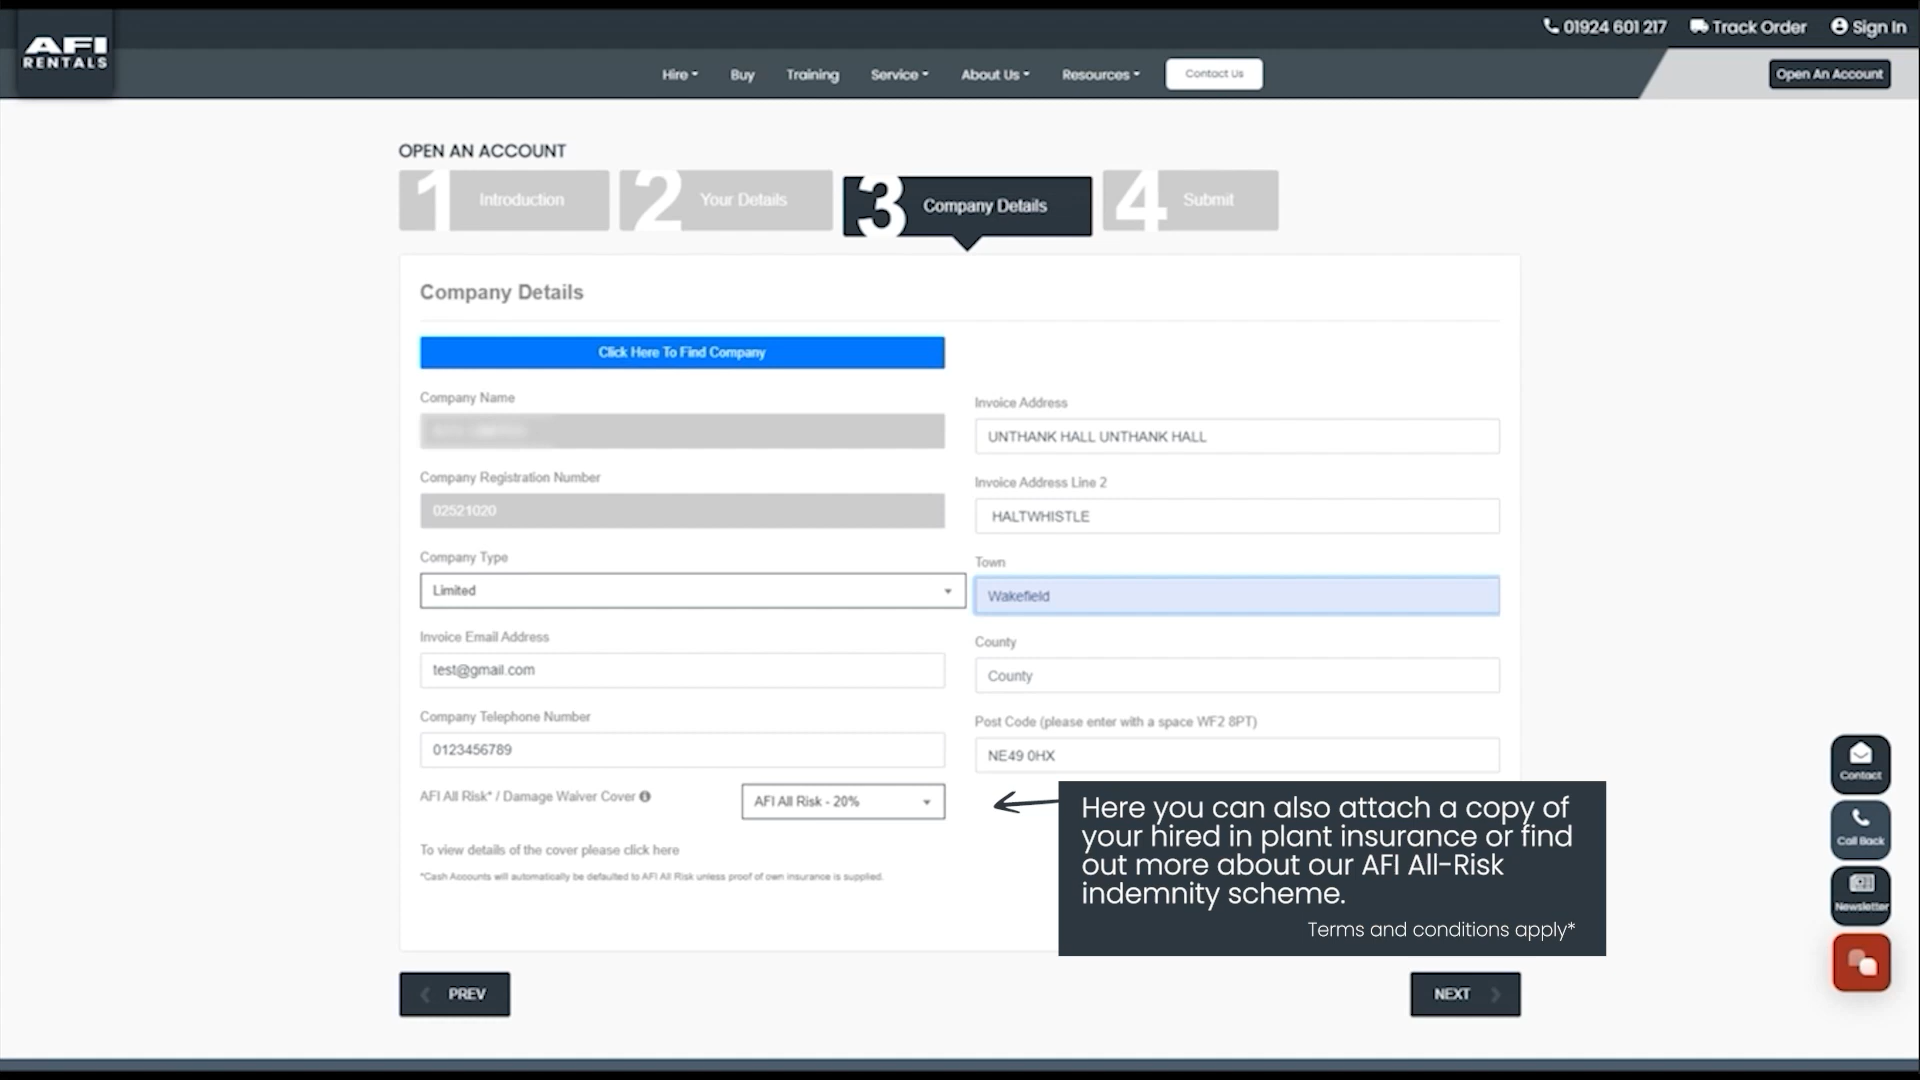 01924 601 217 Track Order Sign In
AFI
RENTALS
Hire Buy Training Service About Us Resources Contact Us
Open An Account
OPEN AN ACCOUNT
1 Introduction 2 Your Details 3 Company Details 4 Submit
Company Details
Click Here To Find Company
Company Name
Company Registration Number
02521020
Company Type
Limited
Invoice Email Address
test@gmail.com
Company Telephone Number
0123456789
AFI All Risk* / Damage Waiver Cover
AFI All Risk - 20%
To view details of the cover please click here
*Cash Accounts will automatically be defaulted to AFI All Risk unless proof of own insurance is supplied.
Invoice Address
UNTHANK HALL UNTHANK HALL
Invoice Address Line 2
HALTWHISTLE
Town
Wakefield
County
County
Post Code (please enter with a space WF2 8PT)
NE49 0HX
Here you can also attach a copy of
your hired in plant insurance or find
out more about our AFI All-Risk
indemnity scheme.
Terms and conditions apply*
PREV
NEXT
Contact
Call Back
Newsletter